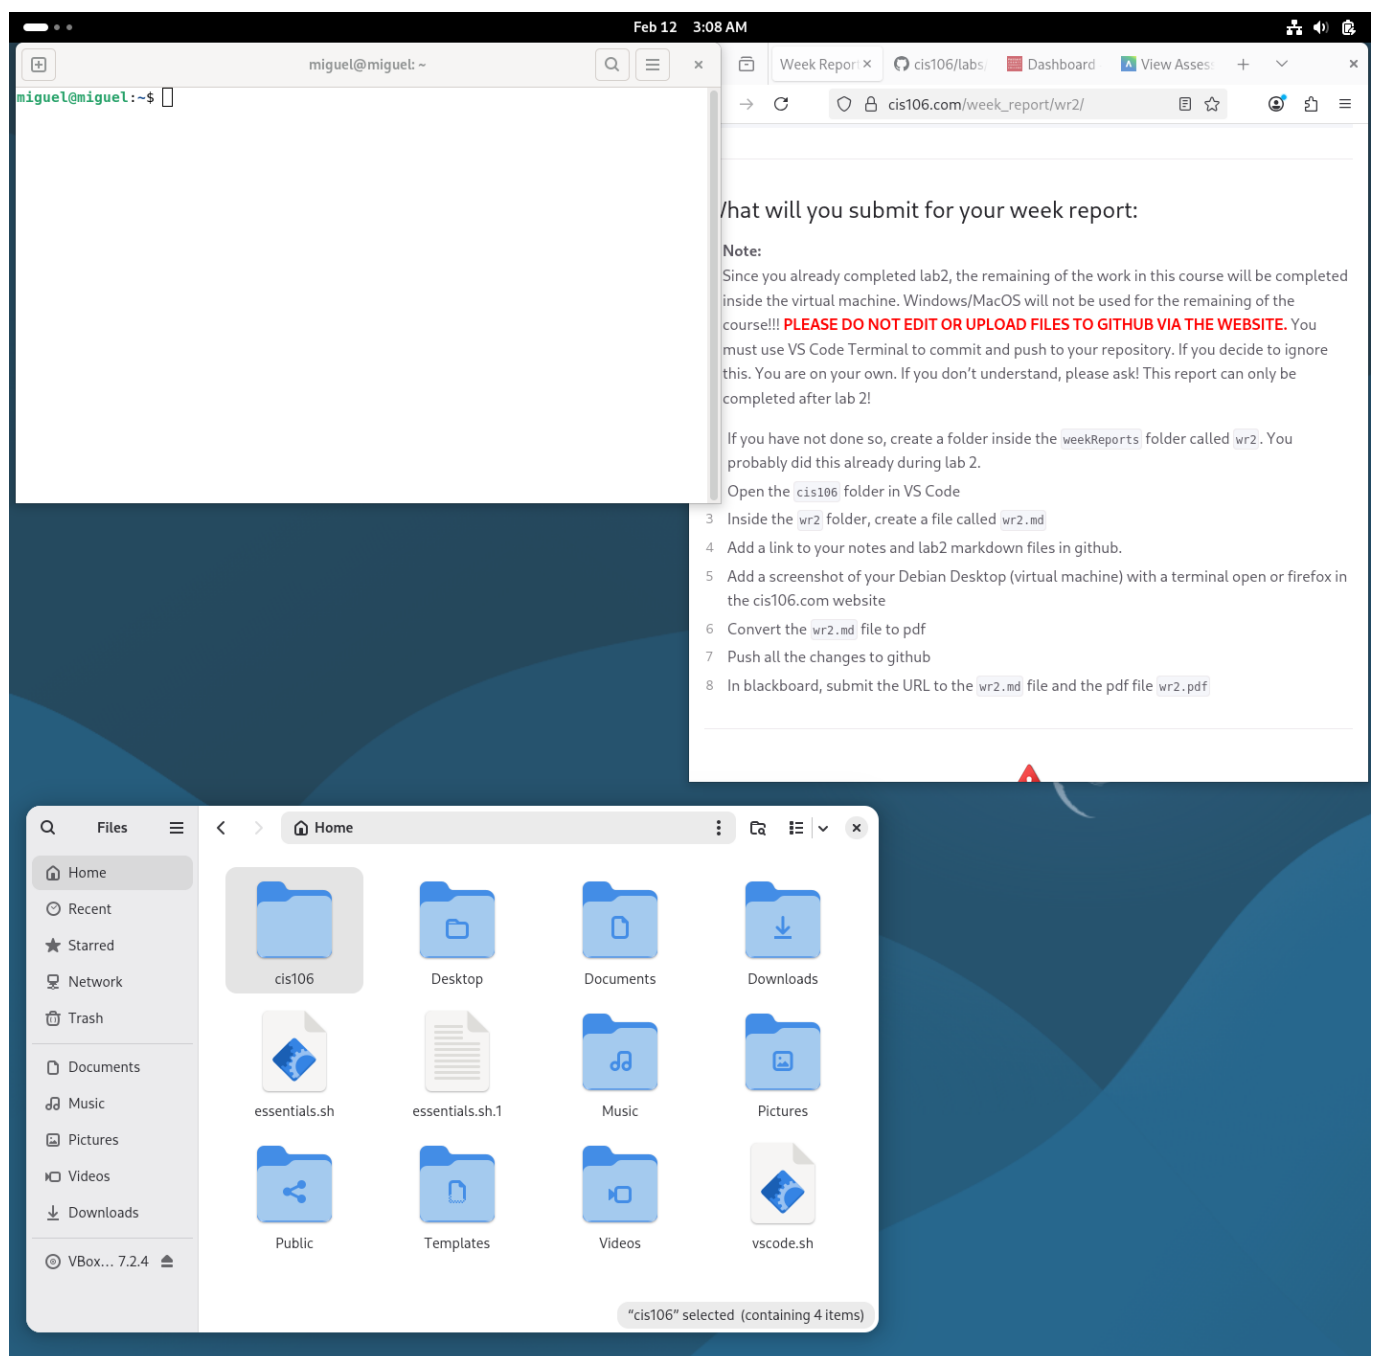 Feb 12 3:08 AM
miguel@miguel: ~
miguel@miguel:~$
Week Report
cis106/labs/
Dashboard
View Asses
cis106.com/week_report/wr2/
hat will you submit for your week report:
Note:
Since you already completed lab2, the remaining of the work in this course will be completed
inside the virtual machine. Windows/MacOS will not be used for the remaining of the
course!!! PLEASE DO NOT EDIT OR UPLOAD FILES TO GITHUB VIA THE WEBSITE. You
must use VS Code Terminal to commit and push to your repository. If you decide to ignore
this. You are on your own. If you don't understand, please ask! This report can only be
completed after lab 2!
If you have not done so, create a folder inside the weekReports folder called wr2. You
probably did this already during lab 2.
Open the cis106 folder in VS Code
3 Inside the wr2 folder, create a file called wr2.md
4 Add a link to your notes and lab2 markdown files in github.
5 Add a screenshot of your Debian Desktop (virtual machine) with a terminal open or firefox in
the cis106.com website
6 Convert the wr2.md file to pdf
7 Push all the changes to github
8 In blackboard, submit the URL to the wr2.md file and the pdf file wr2.pdf
Files
Home
Home
Recent
Starred
Network
Trash
Documents
Music
Pictures
Videos
Downloads
VBox... 7.2.4
cis106
Desktop
Documents
Downloads
essentials.sh
essentials.sh.1
Music
Pictures
Public
Templates
Videos
vscode.sh
"cis106" selected (containing 4 items)